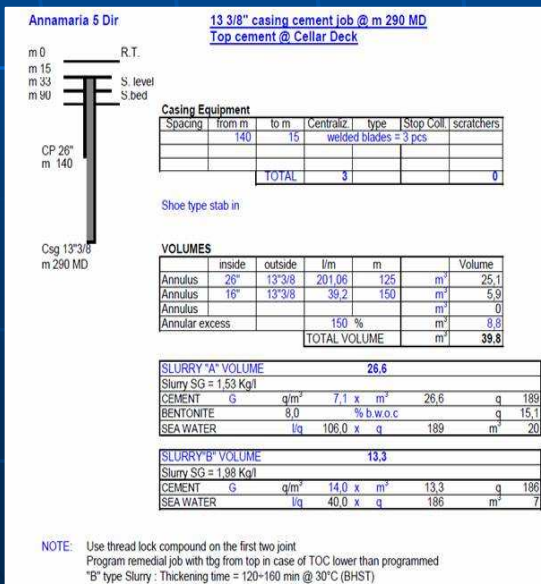 Annamaria 5 Dir
13 3/8" casing cement job @ m 290 MD
Top cement @ Cellar Deck
m 0 R.T.
m 15
m 33 S. level
m 90 S.bed
CP 26"
m 140
Csg 13"3/8
m 290 MD
Casing Equipment
Spacing from m to m Centraliz. type Stop Coll. scratchers
140 15 welded blades = 3 pcs
TOTAL 3 0
Shoe type stab in
VOLUMES
inside outside l/m m Volume
Annulus 26" 13"3/8 201,06 125 m³ 25,1
Annulus 16" 13"3/8 39,2 150 m³ 5,9
Annulus m³ 0
Annular excess 150 % m³ 8,8
TOTAL VOLUME m³ 39,8
SLURRY "A" VOLUME 26,6
Slurry SG = 1,53 Kg/l
CEMENT G q/m³ 7,1 x m³ 26,6 q 189
BENTONITE 8,0 % b.w.o.c q 15,1
SEA WATER l/q 106,0 x q 189 m³ 20
SLURRY"B" VOLUME 13,3
Slurry SG = 1,98 Kg/l
CEMENT G q/m³ 14,0 x m³ 13,3 q 186
SEA WATER l/q 40,0 x q 186 m³ 7
NOTE: Use thread lock compound on the first two joint
Program remedial job with tbg from top in case of TOC lower than programmed
"B" type Slurry : Thickening time = 120÷160 min @ 30°C (BHST)